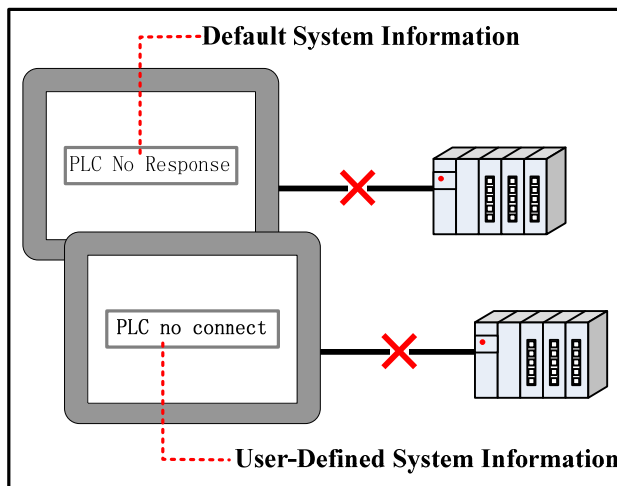 Default System Information
PLC No Response
PLC no connect
User-Defined System Information